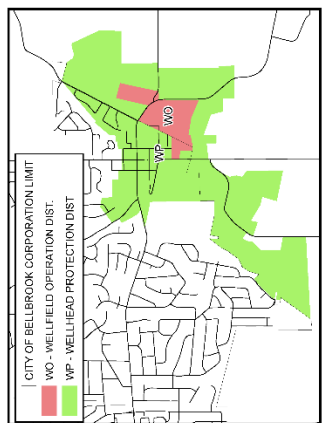 CITY OF BELLBROOK CORPORATION LIMIT
WO - WELLFIELD OPERATION DIST.
WP - WELLHEAD PROTECTION DIST
WP
WO